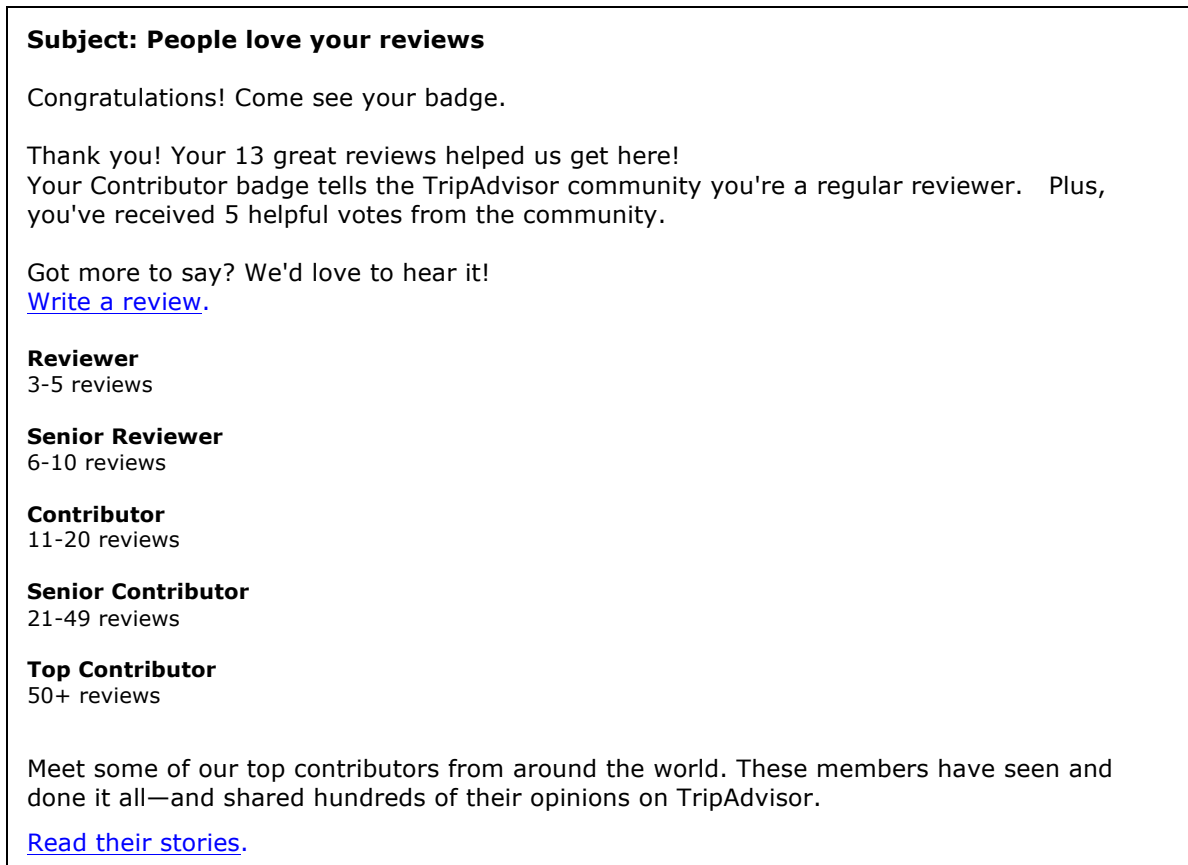 Subject: People love your reviews
Congratulations! Come see your badge.
Thank you! Your 13 great reviews helped us get here!
Your Contributor badge tells the TripAdvisor community you're a regular reviewer.   Plus,
you've received 5 helpful votes from the community.
Got more to say? We'd love to hear it!
Write a review.
Reviewer
3-5 reviews
Senior Reviewer
6-10 reviews
Contributor
11-20 reviews
Senior Contributor
21-49 reviews
Top Contributor
50+ reviews
Meet some of our top contributors from around the world. These members have seen and
done it all—and shared hundreds of their opinions on TripAdvisor.
Read their stories.